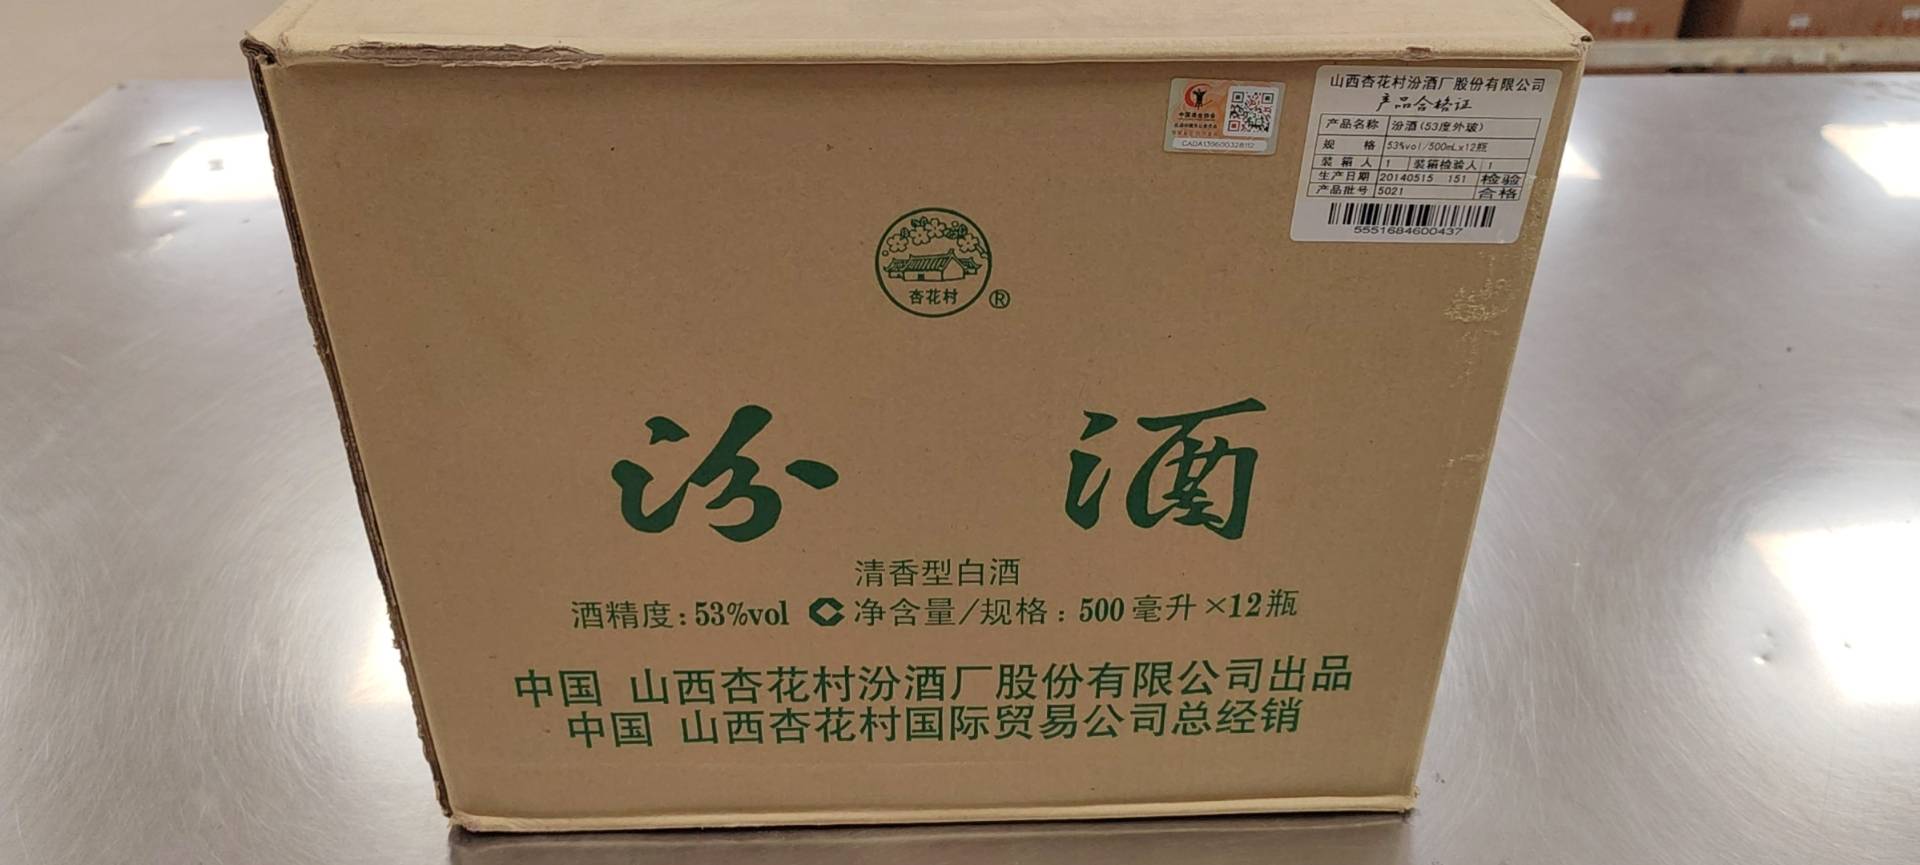 山西杏花村汾酒厂股份有限公司
产品合格证
产品名称 汾酒(53度外玻)
规 格 53%vol/500mLx12瓶
装箱人 1 装箱检验人 1
生产日期 20140515 151 检验
产品批号 5021 合格
5551684600437
杏花村 ®
汾 酒
清香型白酒
酒精度:53%vol 净含量/规格:500毫升×12瓶
中国 山西杏花村汾酒厂股份有限公司出品
中国 山西杏花村国际贸易公司总经销